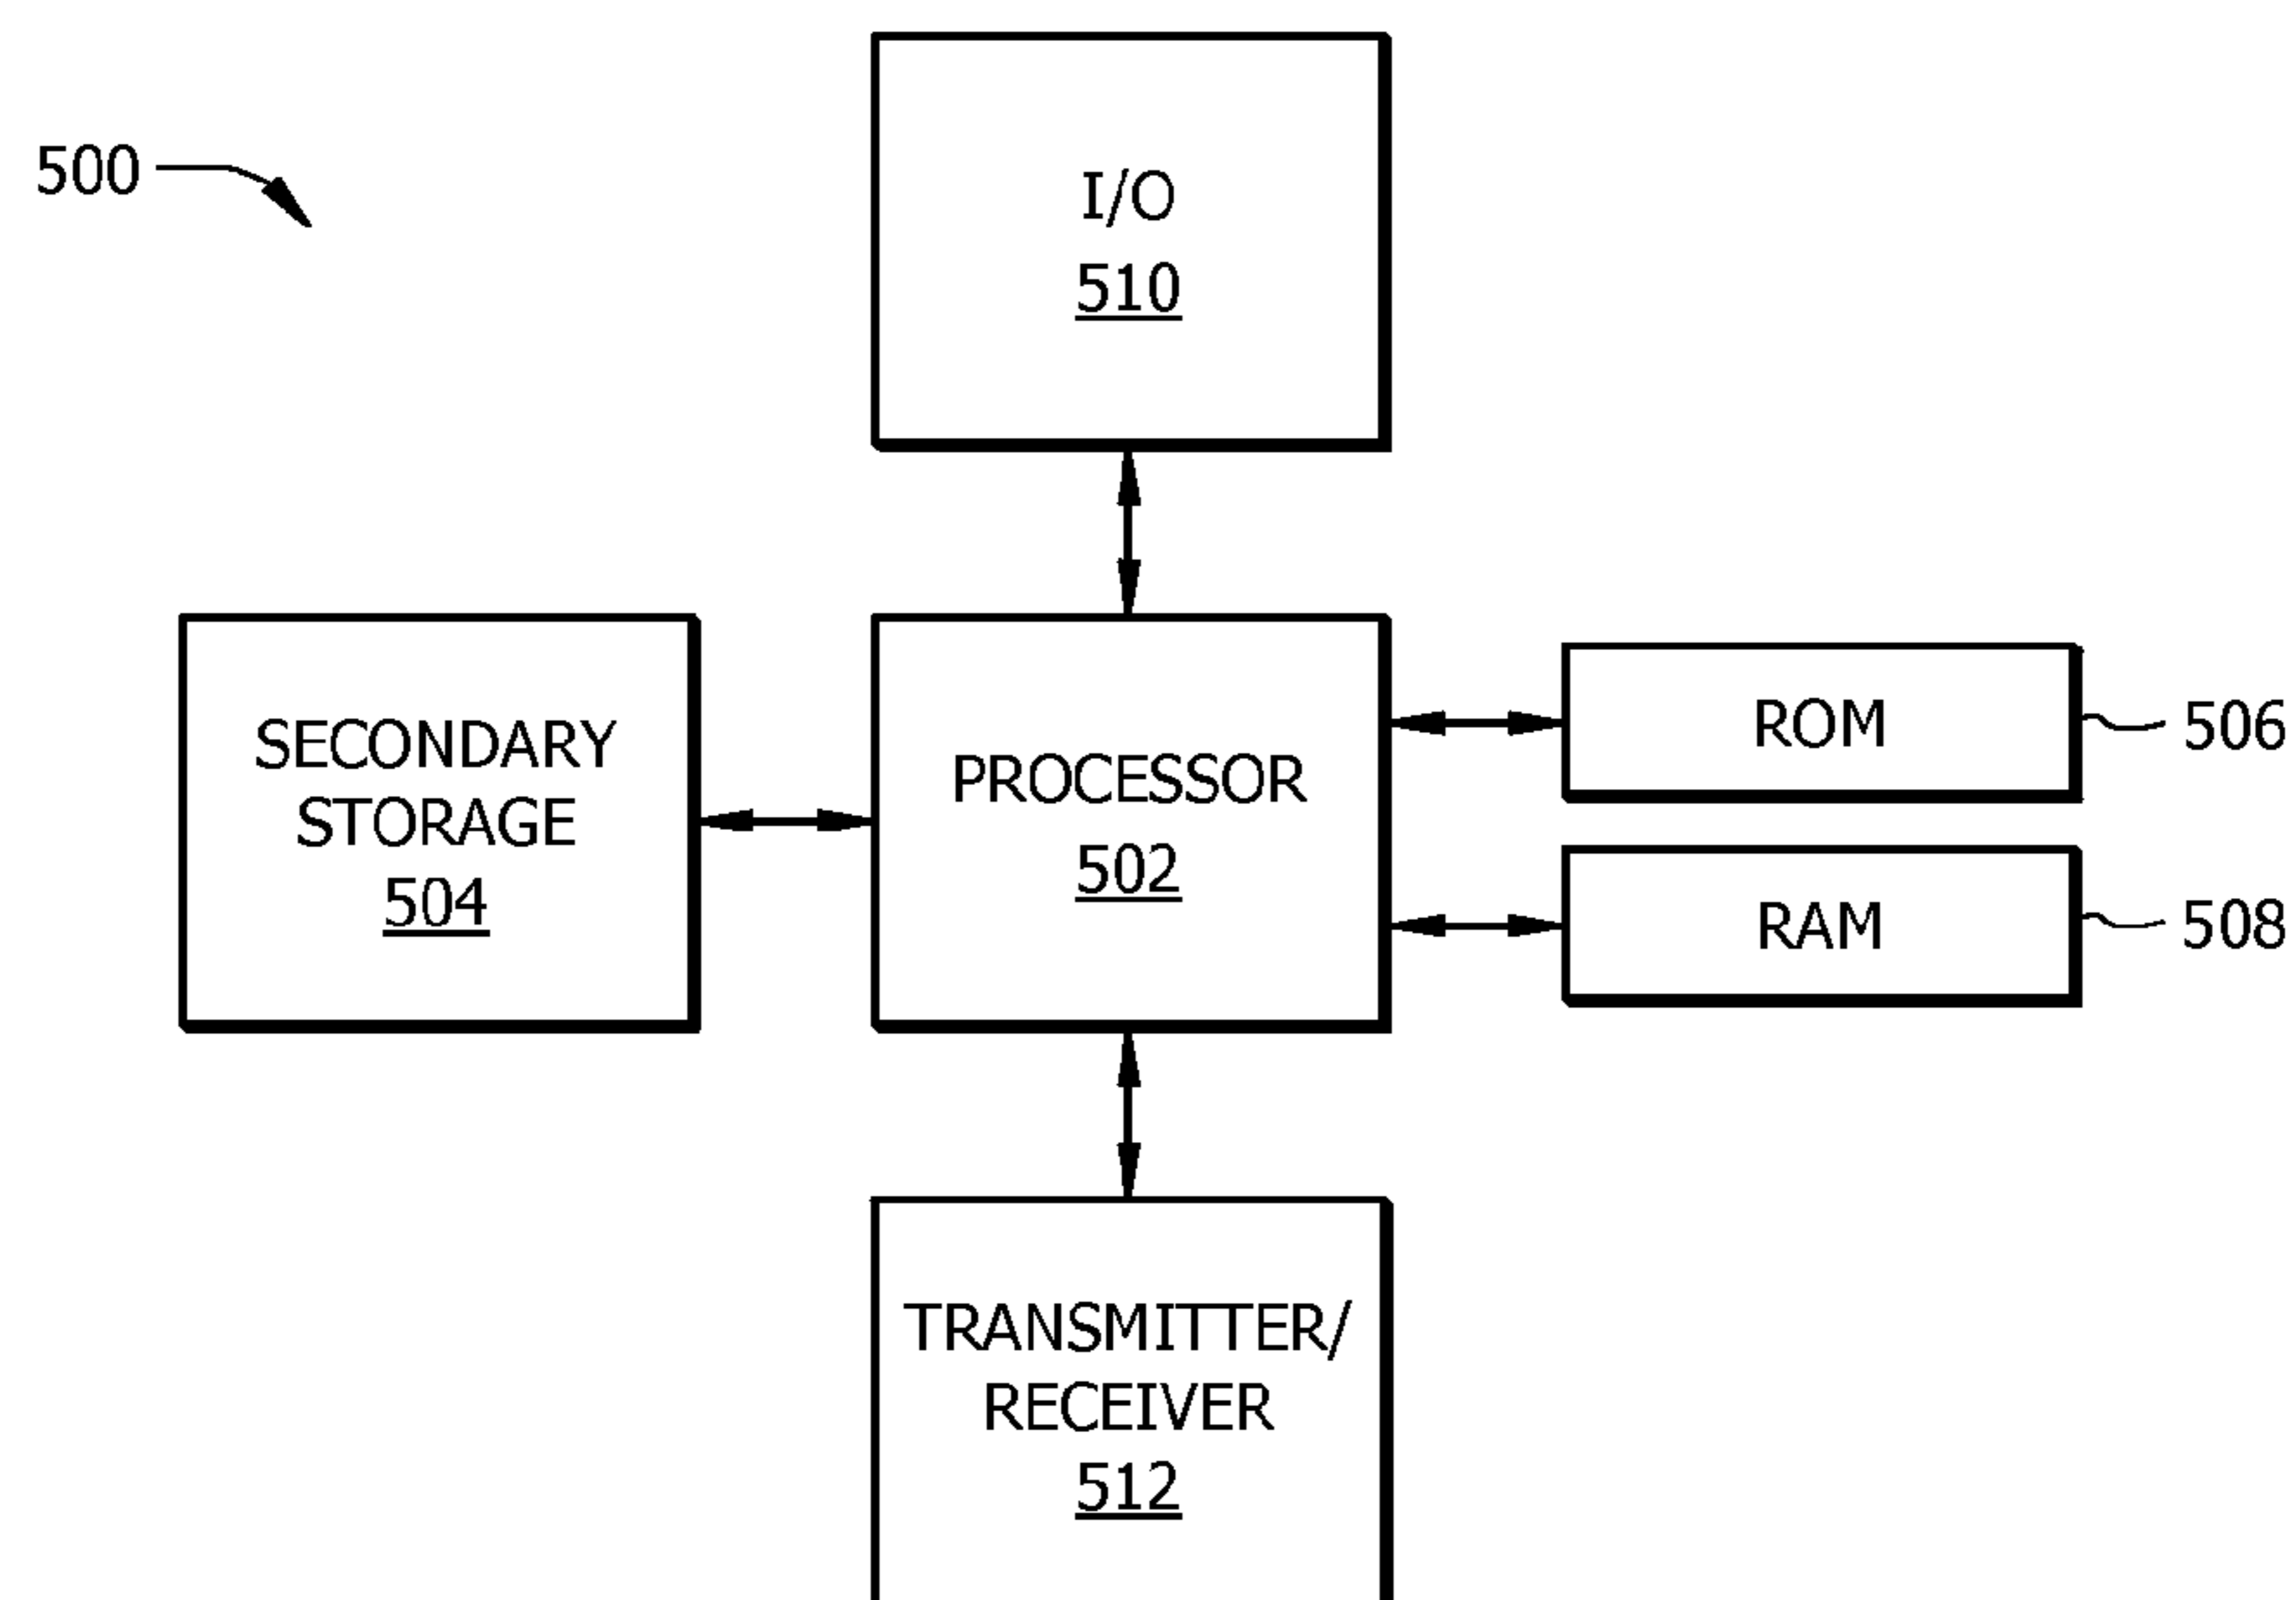 500
I/O
510
SECONDARY
STORAGE
504
PROCESSOR
502
ROM
506
RAM
508
TRANSMITTER/
RECEIVER
512